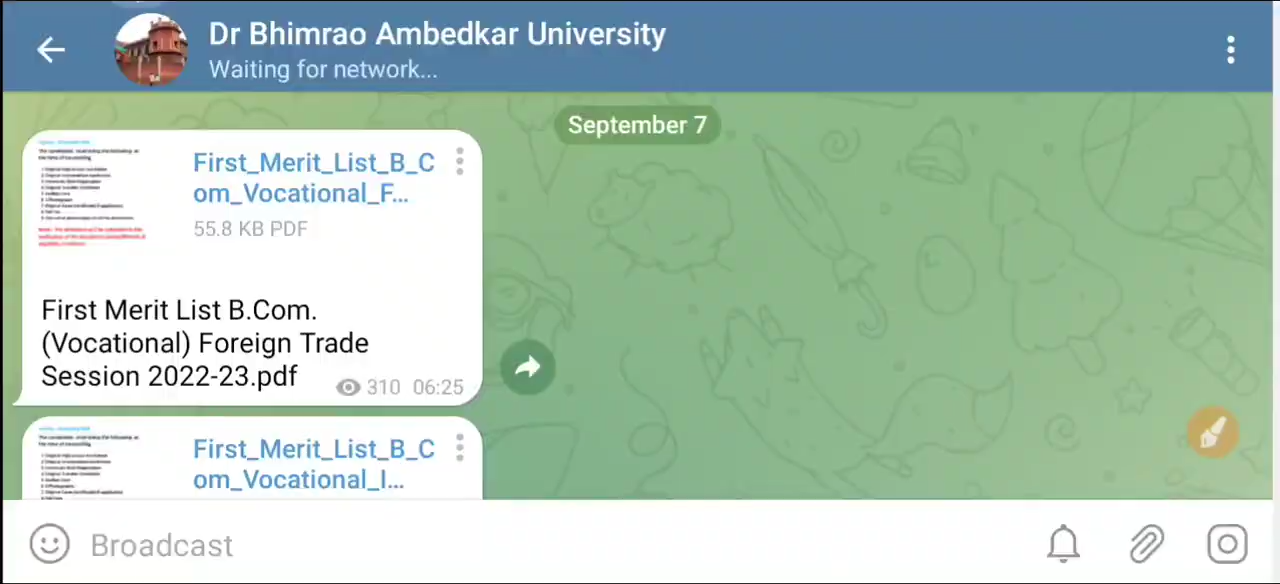 Dr Bhimrao Ambedkar University
Waiting for network...
September 7
First_Merit_List_B_C
om_Vocational_F...
55.8 KB PDF
First Merit List B.Com.
(Vocational) Foreign Trade
Session 2022-23.pdf
310 06:25
First_Merit_List_B_C
om_Vocational_I...
Broadcast